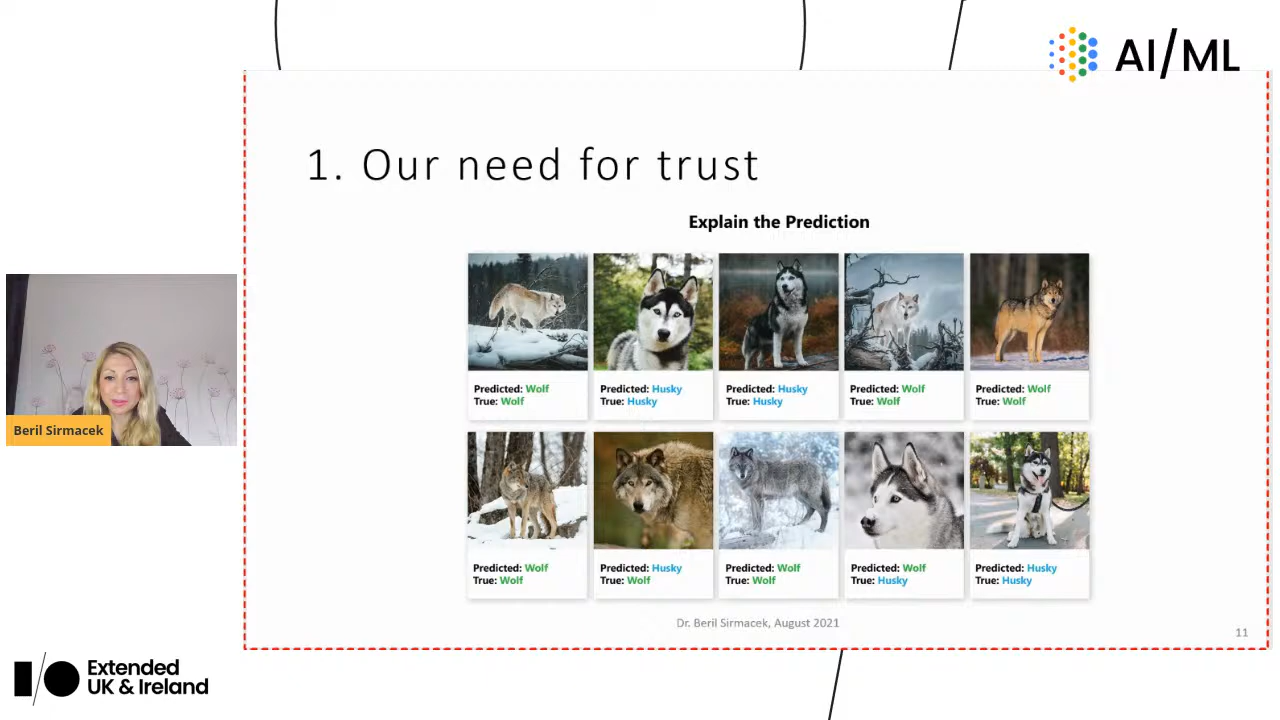 AI/ML
1. Our need for trust
Explain the Prediction
Predicted: Wolf
True: Wolf
Predicted: Husky
True: Husky
Predicted: Husky
True: Husky
Predicted: Wolf
True: Wolf
Predicted: Wolf
True: Wolf
Predicted: Wolf
True: Wolf
Predicted: Husky
True: Wolf
Predicted: Wolf
True: Wolf
Predicted: Wolf
True: Husky
Predicted: Husky
True: Husky
Beril Sirmacek
Dr. Beril Sirmacek, August 2021
11
I/O Extended
UK & Ireland